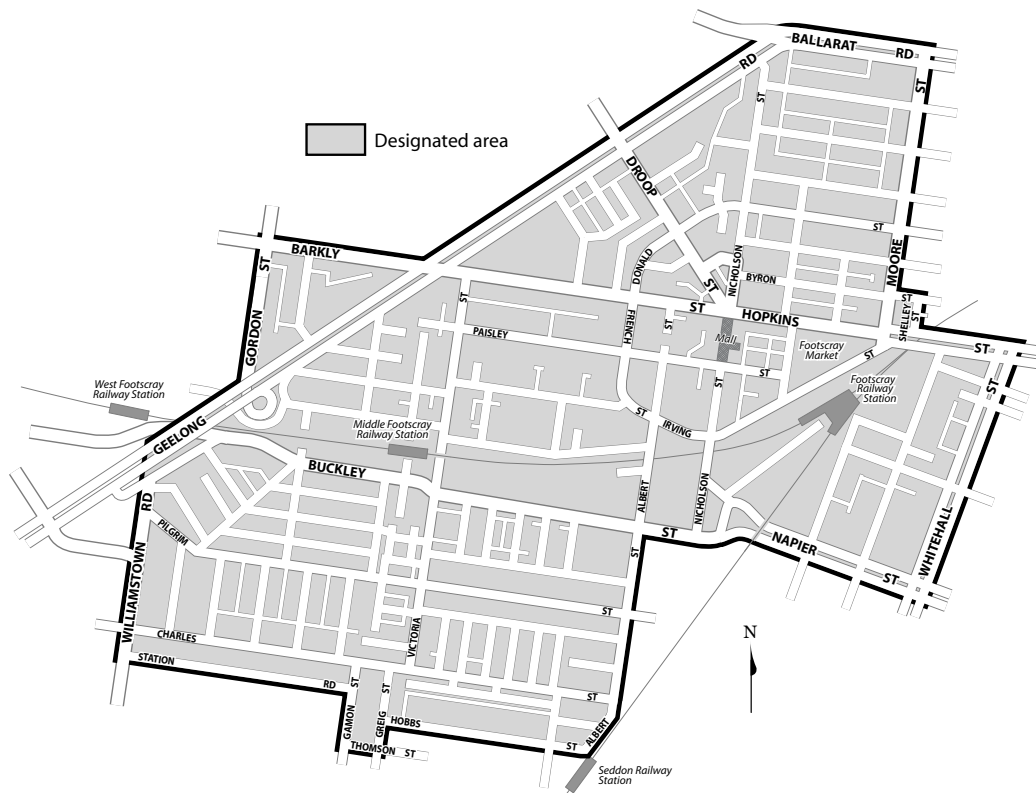 BALLARAT RD
RD
ST
ST
Designated area
DROOP
ST
BARKLY
ST
DONALD
NICHOLSON
BYRON
ST
MOORE
GORDON
ST
ST
HOPKINS
ST
SHELLEY
ST
PAISLEY
FRENCH
ST
Mall
Footscray
Market
ST
ST
ST
ST
ST
West Footscray
Railway Station
Footscray
Railway
Station
GEELONG
Middle Footscray
Railway Station
ST
IRVING
BUCKLEY
RD
ALBERT
NICHOLSON
PILGRIM
ST
ST
NAPIER
ST
WHITEHALL
WILLIAMSTOWN
ST
N
CHARLES
VICTORIA
STATION
RD
ST
ST
ST
GAMON
GREIG
HOBBS
ST
ALBERT
THOMSON ST
Seddon Railway
Station